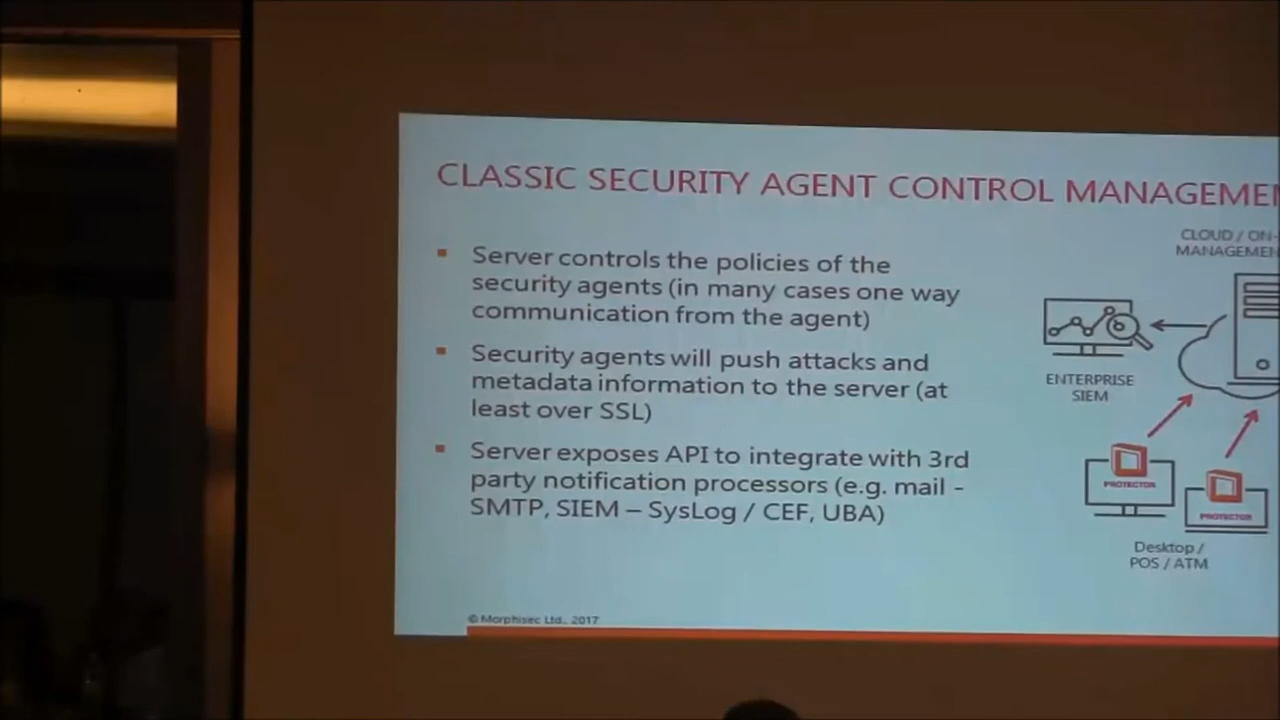 CLASSIC SECURITY AGENT CONTROL MANAGEMEN
▪ Server controls the policies of the
security agents (in many cases one way
communication from the agent)
▪ Security agents will push attacks and
metadata information to the server (at
least over SSL)
▪ Server exposes API to integrate with 3rd
party notification processors (e.g. mail -
SMTP, SIEM – SysLog / CEF, UBA)
CLOUD / ON-
MANAGEMEN
ENTERPRISE
SIEM
PROTECTOR
PROTECTOR
Desktop /
POS / ATM
© Morphisec Ltd., 2017